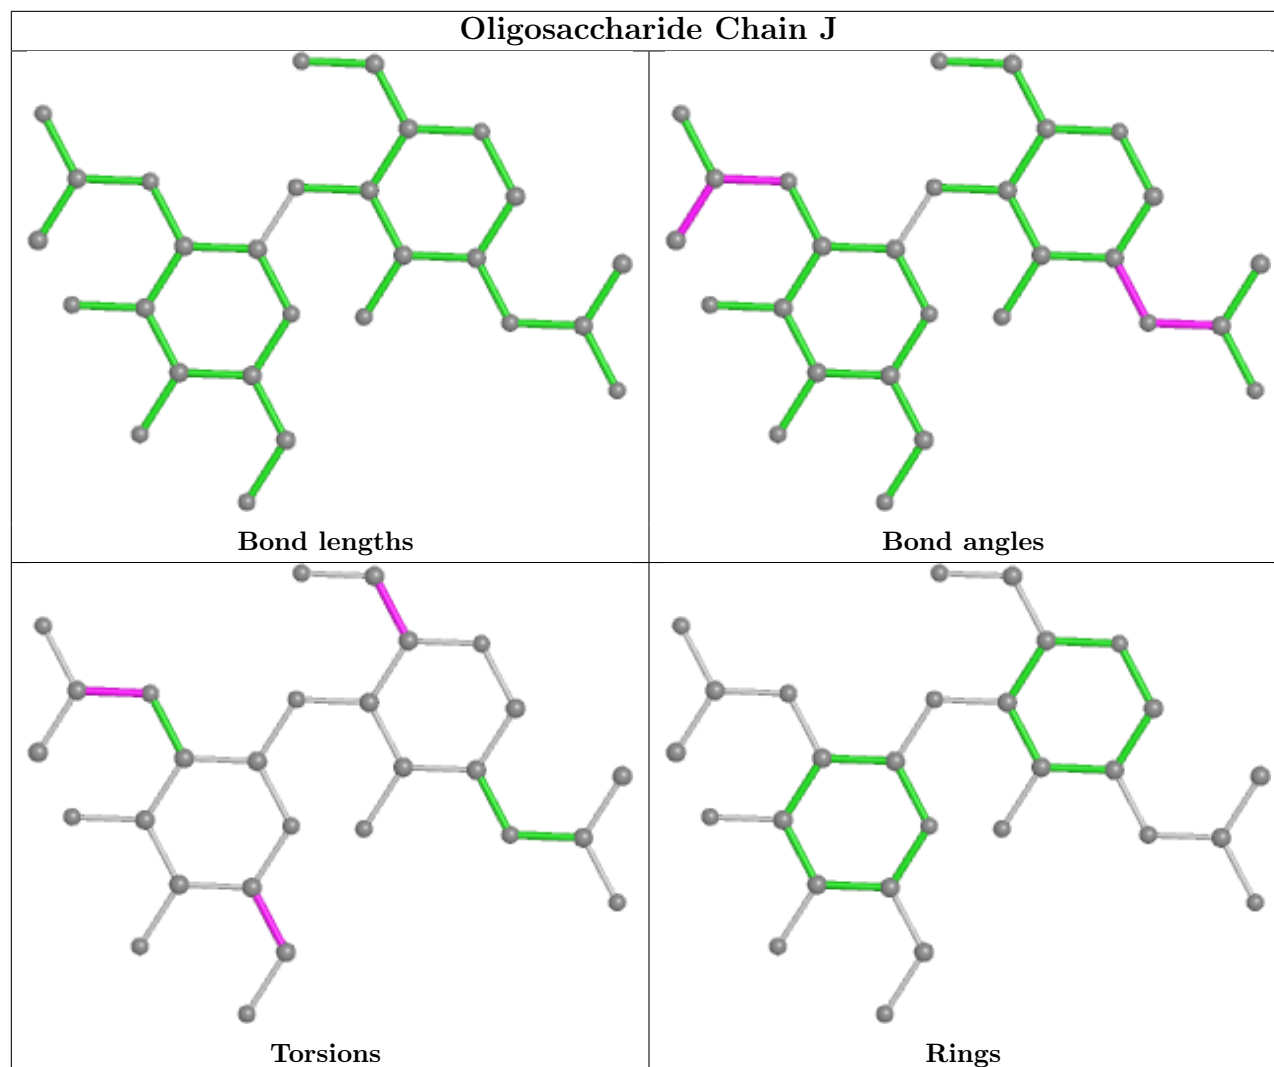 Oligosaccharide Chain J
Bond lengths
Bond angles
Torsions
Rings